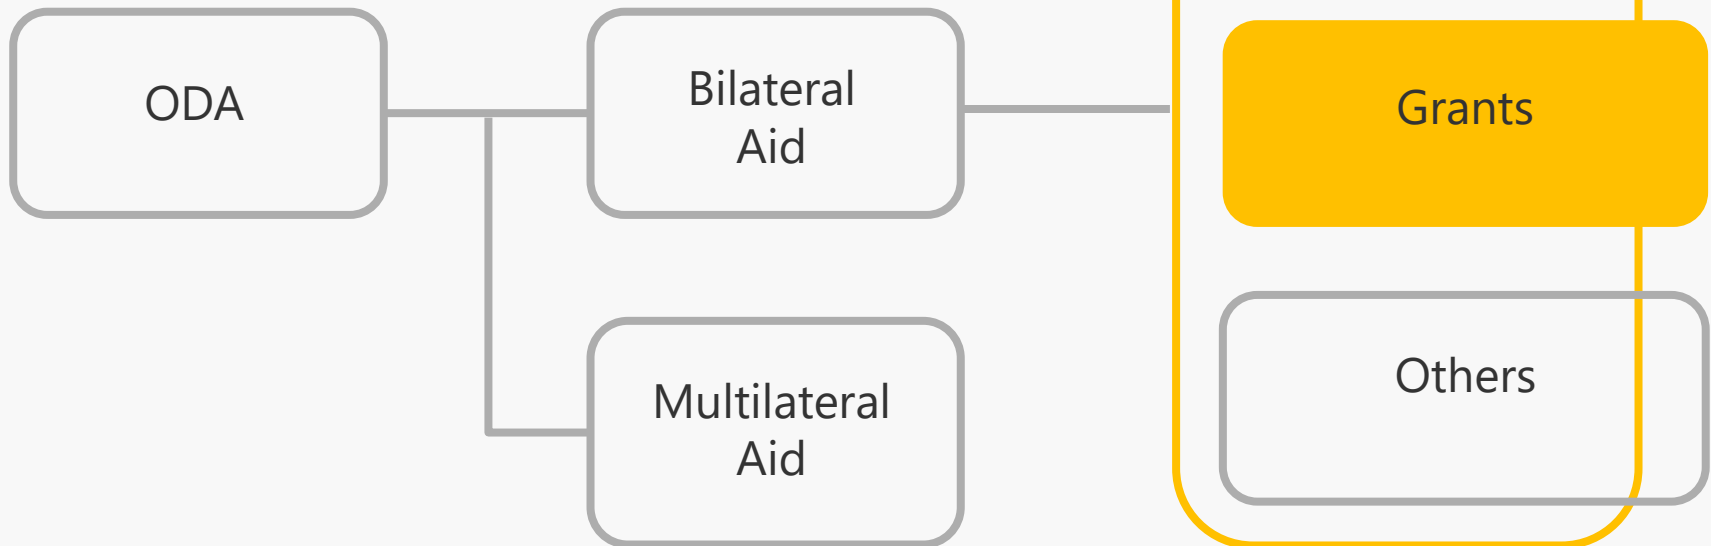 ODA
Bilateral
Aid
Grants
Multilateral
Aid
Others